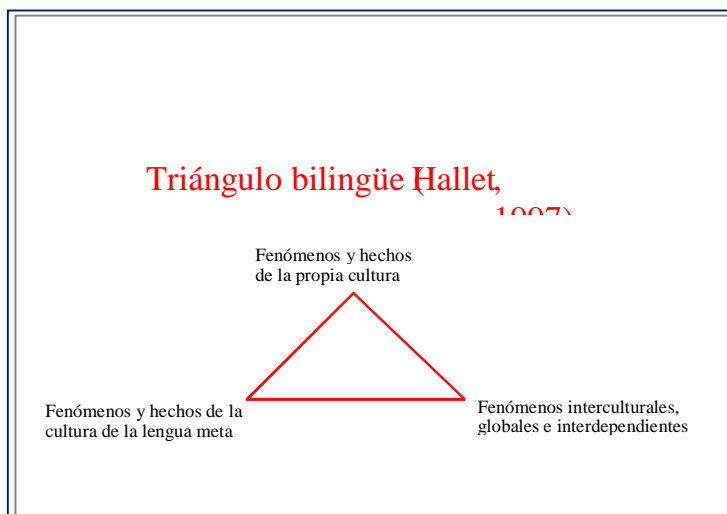 Triángulo bilingüe (Hallet,
1997)
Fenómenos y hechos
de la propia cultura
Fenómenos y hechos de la
cultura de la lengua meta
Fenómenos interculturales,
globales e interdependientes